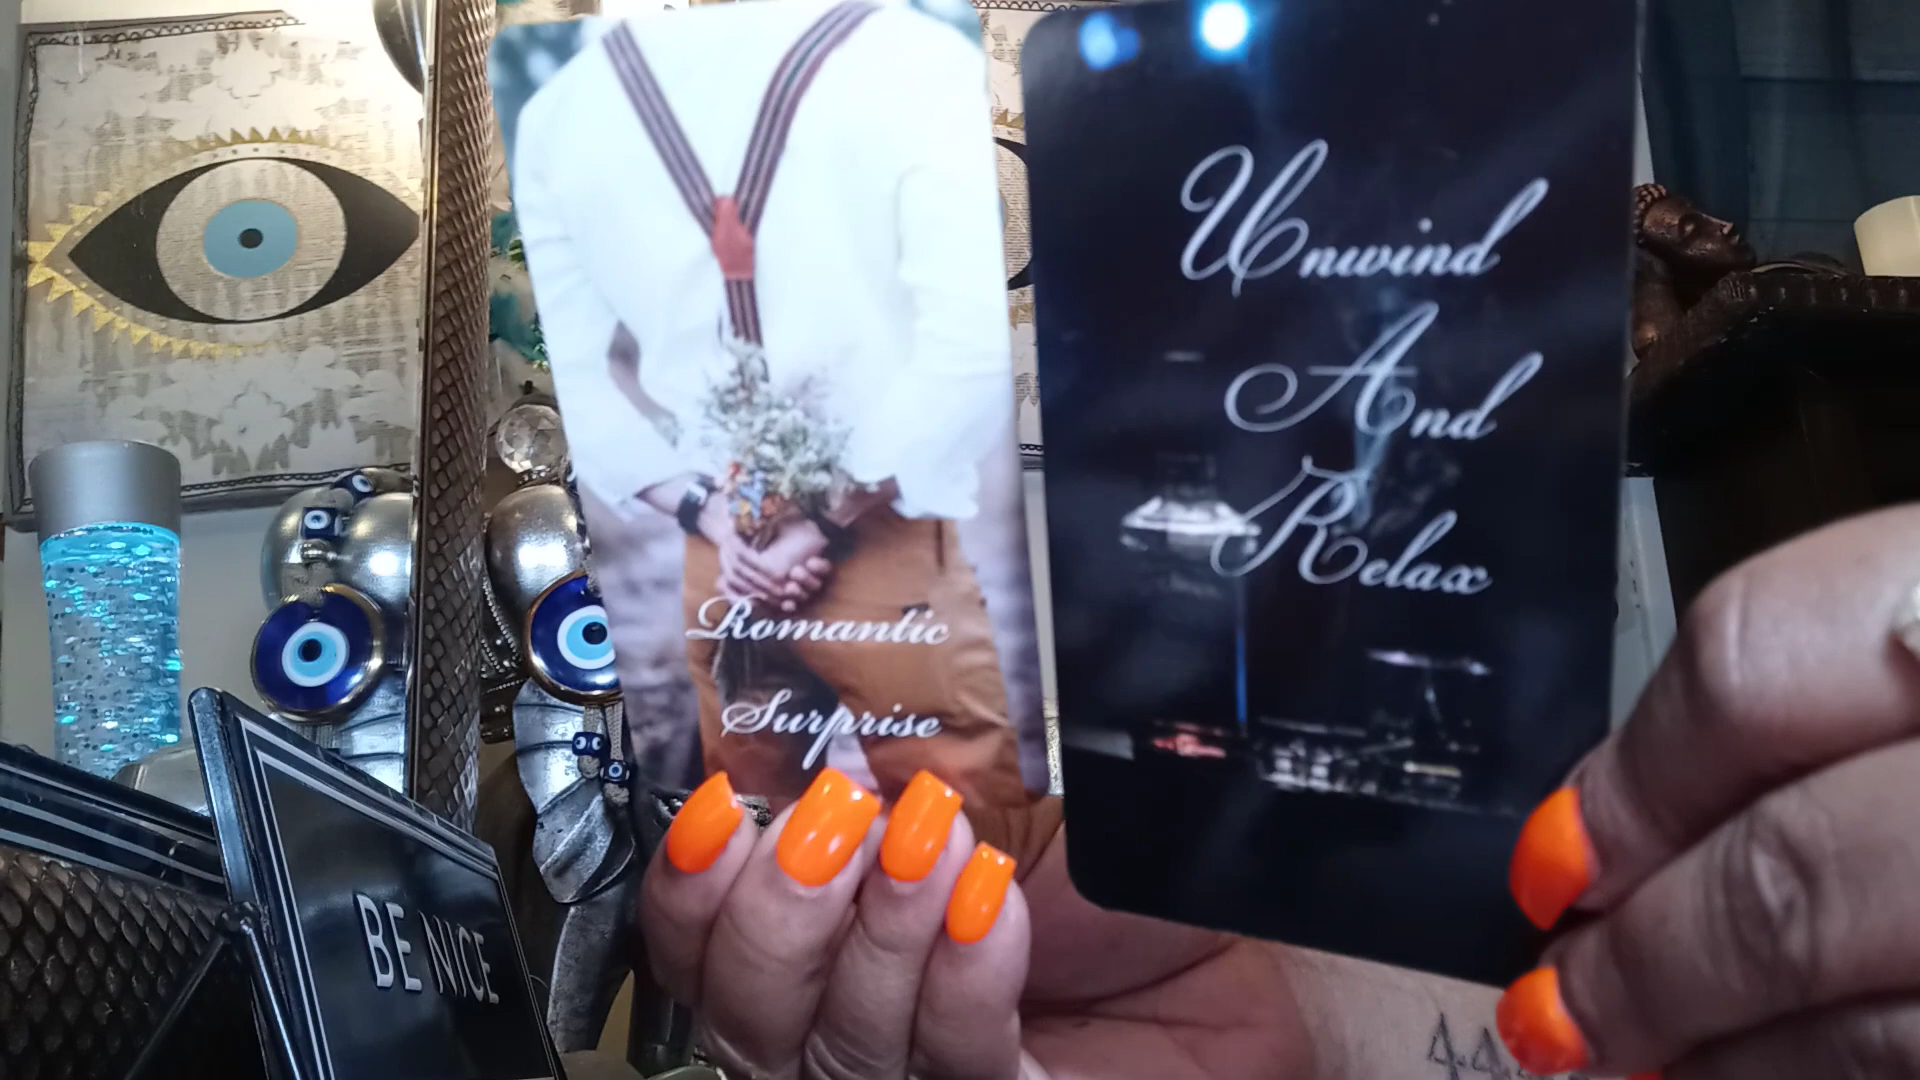 Romantic
Surprise
Unwind
And
Relax
BE NICE